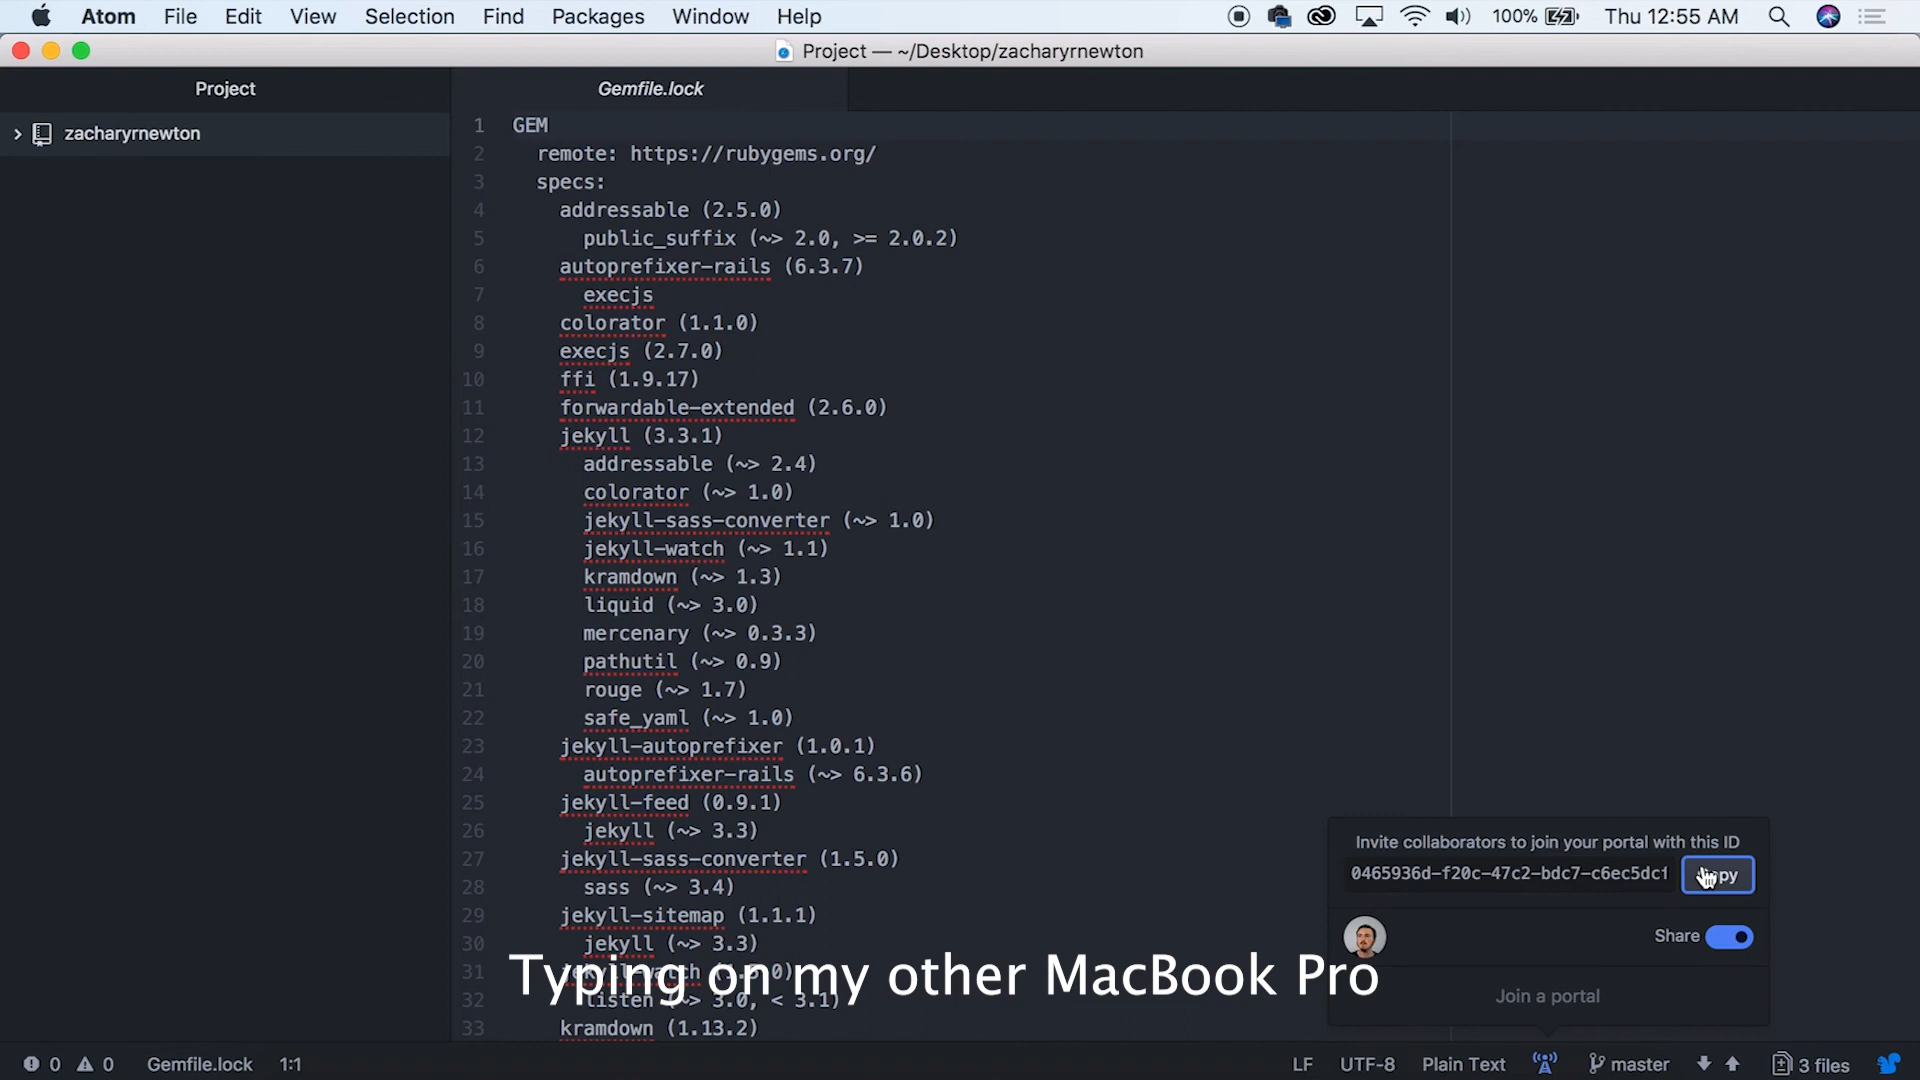 Atom File Edit View Selection Find Packages Window Help 100% Thu 12:55 AM
Project — ~/Desktop/zacharyrnewton
Project
Gemfile.lock
zacharyrnewton
1 GEM
2 remote: https://rubygems.org/
3 specs:
4 addressable (2.5.0)
5 public_suffix (~> 2.0, >= 2.0.2)
6 autoprefixer-rails (6.3.7)
7 execjs
8 colorator (1.1.0)
9 execjs (2.7.0)
10 ffi (1.9.17)
11 forwardable-extended (2.6.0)
12 jekyll (3.3.1)
13 addressable (~> 2.4)
14 colorator (~> 1.0)
15 jekyll-sass-converter (~> 1.0)
16 jekyll-watch (~> 1.1)
17 kramdown (~> 1.3)
18 liquid (~> 3.0)
19 mercenary (~> 0.3.3)
20 pathutil (~> 0.9)
21 rouge (~> 1.7)
22 safe_yaml (~> 1.0)
23 jekyll-autoprefixer (1.0.1)
24 autoprefixer-rails (~> 6.3.6)
25 jekyll-feed (0.9.1)
26 jekyll (~> 3.3)
27 jekyll-sass-converter (1.5.0)
28 sass (~> 3.4)
29 jekyll-sitemap (1.1.1)
30 jekyll (~> 3.3)
31
32 listen (~> 3.0, < 3.1)
33 kramdown (1.13.2)
Invite collaborators to join your portal with this ID
0465936d-f20c-47c2-bdc7-c6ec5dc1
Share
Join a portal
Typing on my other MacBook Pro
0 0 Gemfile.lock 1:1 LF UTF-8 Plain Text master 3 files